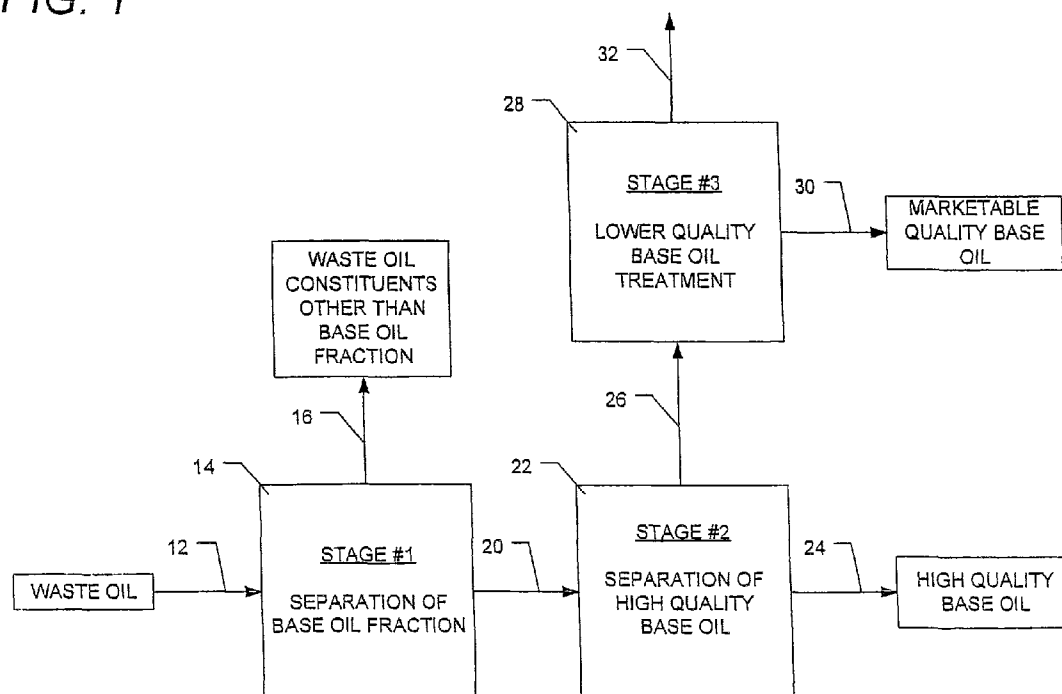 FIG. 1
32
28
STAGE #3
LOWER QUALITY
BASE OIL
TREATMENT
30
MARKETABLE
QUALITY BASE
OIL
WASTE OIL
CONSTITUENTS
OTHER THAN
BASE OIL
FRACTION
16
26
14
22
12
STAGE #1
SEPARATION OF
BASE OIL FRACTION
20
STAGE #2
SEPARATION OF
HIGH QUALITY
BASE OIL
24
WASTE OIL
HIGH QUALITY
BASE OIL